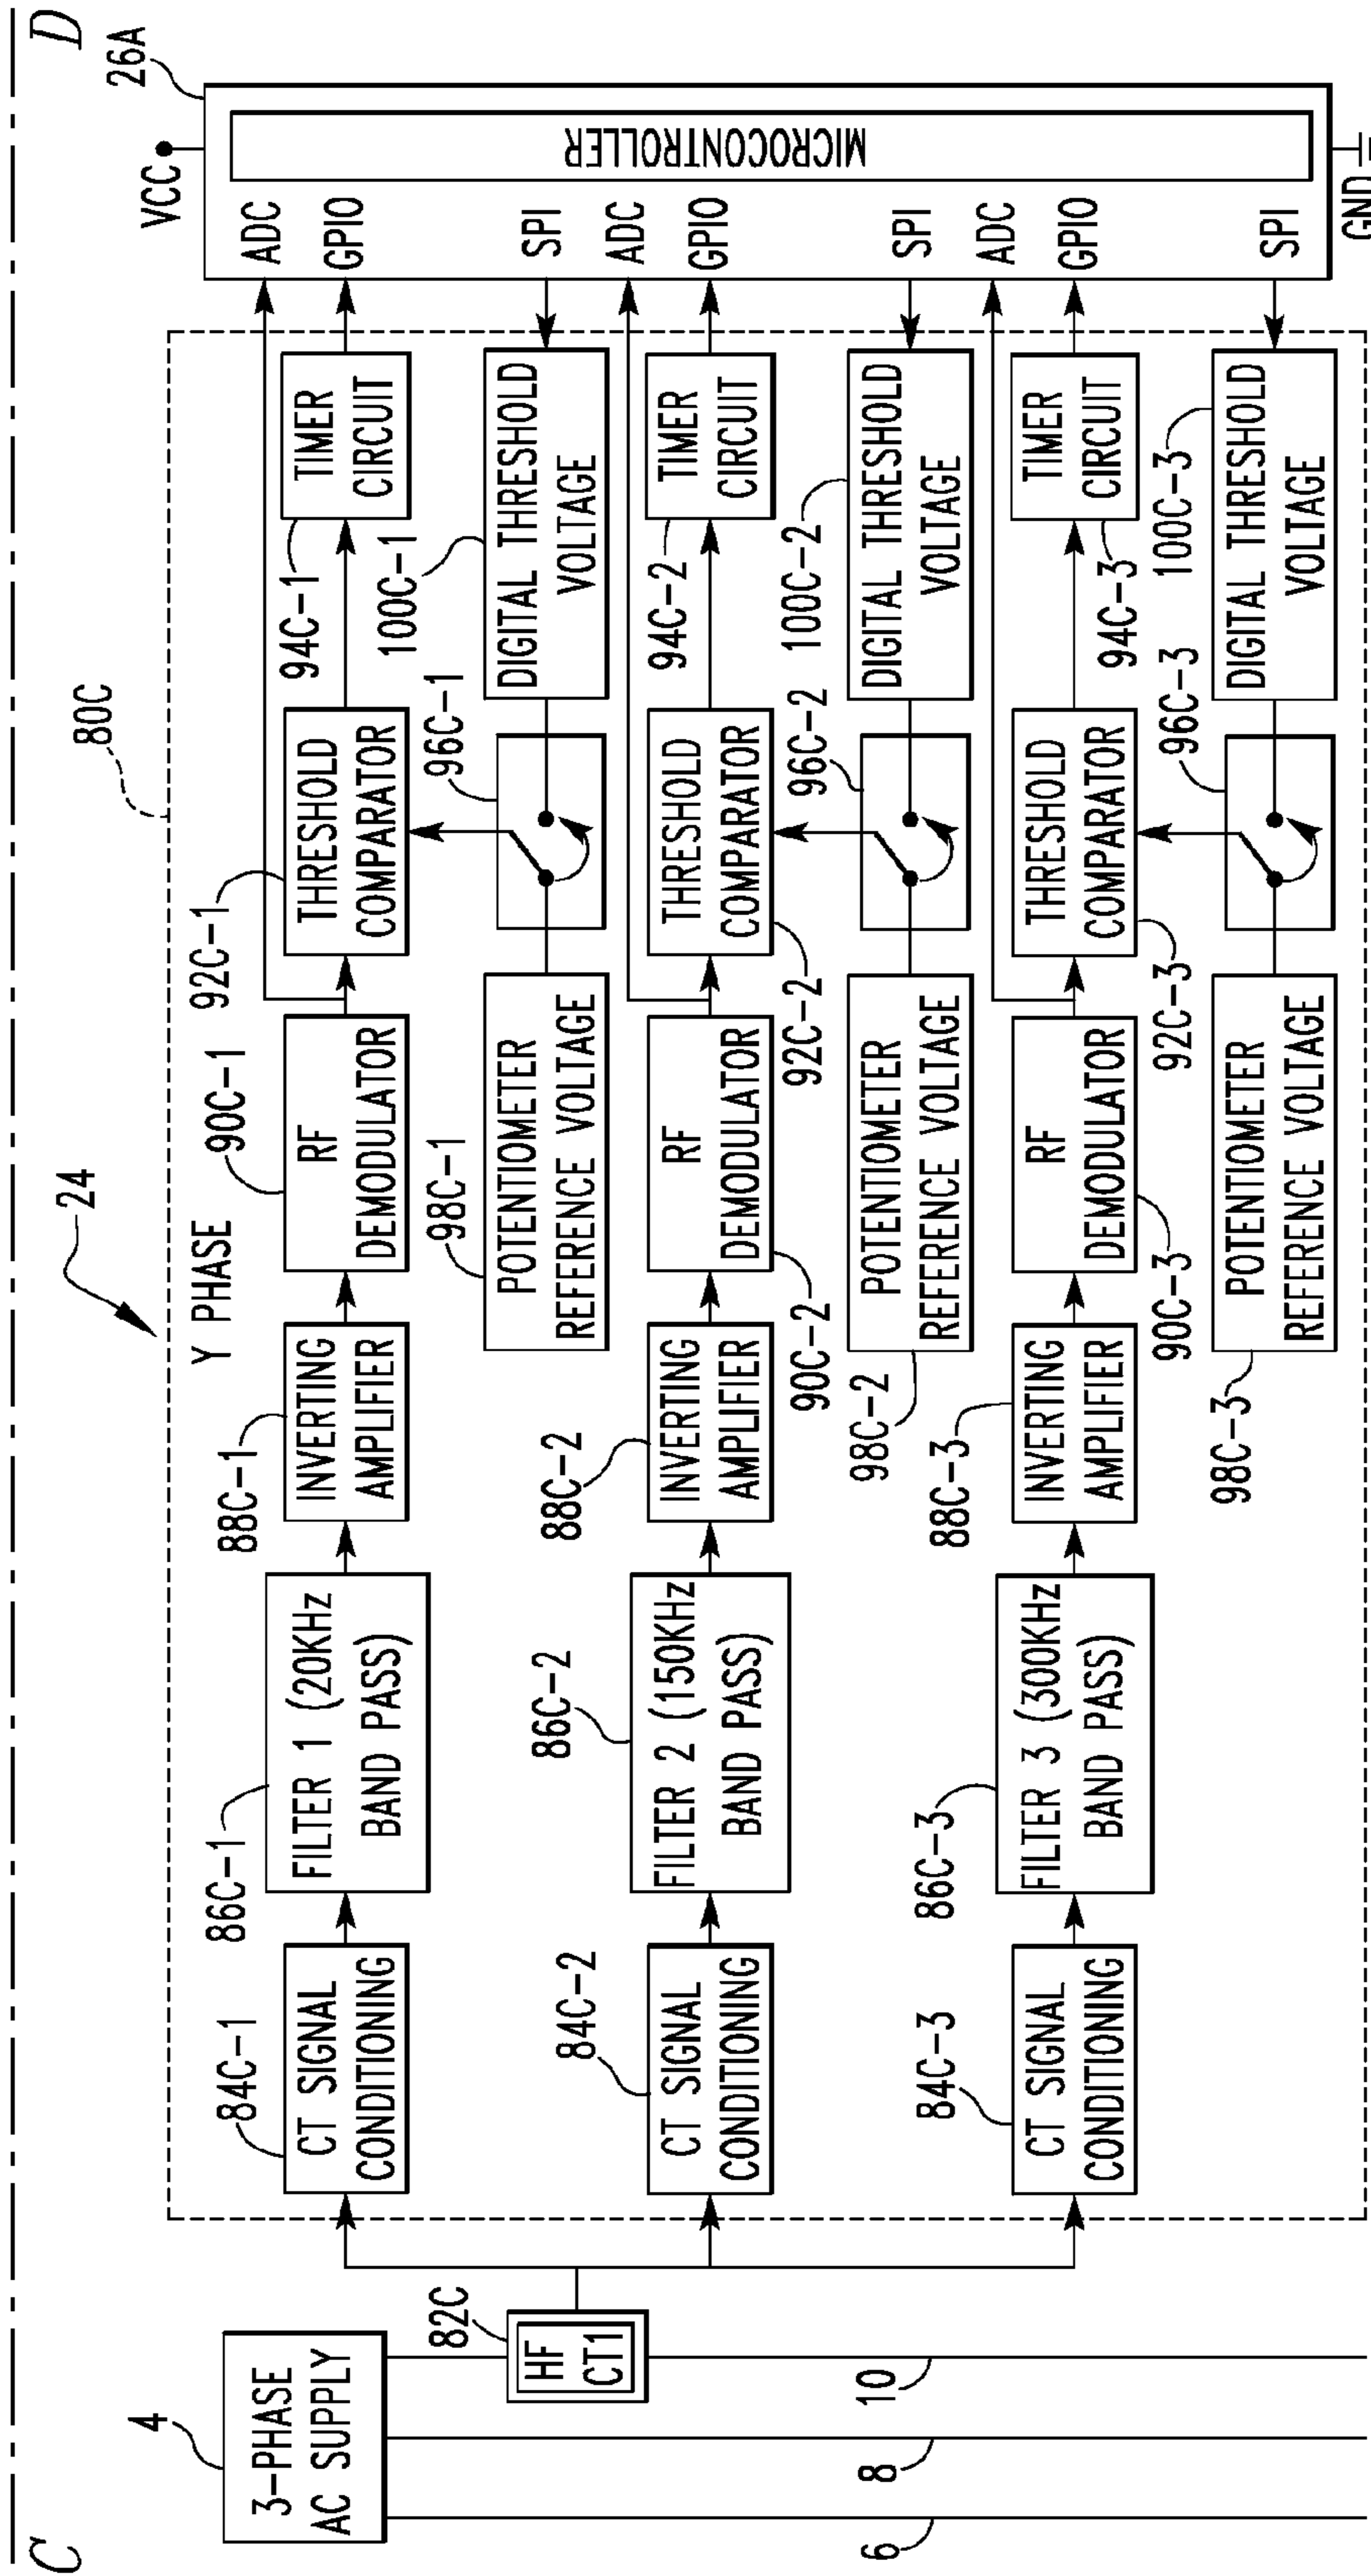 C
D
24
80C
4
3-PHASE
AC SUPPLY
82C
HF
CT1
6
8
10
Y PHASE
84C-1
CT SIGNAL
CONDITIONING
86C-1
FILTER 1 (20KHz
BAND PASS)
88C-1
INVERTING
AMPLIFIER
90C-1
RF
DEMODULATOR
92C-1
THRESHOLD
COMPARATOR
94C-1
TIMER
CIRCUIT
98C-1
POTENTIOMETER
REFERENCE VOLTAGE
96C-1
100C-1
DIGITAL THRESHOLD
VOLTAGE
84C-2
CT SIGNAL
CONDITIONING
86C-2
FILTER 2 (150KHz
BAND PASS)
88C-2
INVERTING
AMPLIFIER
90C-2
RF
DEMODULATOR
92C-2
THRESHOLD
COMPARATOR
94C-2
TIMER
CIRCUIT
98C-2
POTENTIOMETER
REFERENCE VOLTAGE
96C-2
100C-2
DIGITAL THRESHOLD
VOLTAGE
84C-3
CT SIGNAL
CONDITIONING
86C-3
FILTER 3 (300KHz
BAND PASS)
88C-3
INVERTING
AMPLIFIER
90C-3
RF
DEMODULATOR
92C-3
THRESHOLD
COMPARATOR
94C-3
TIMER
CIRCUIT
98C-3
POTENTIOMETER
REFERENCE VOLTAGE
96C-3
100C-3
DIGITAL THRESHOLD
VOLTAGE
VCC
26A
ADC
GPIO
SPI
ADC
GPIO
SPI
ADC
GPIO
SPI
MICROCONTROLLER
GND